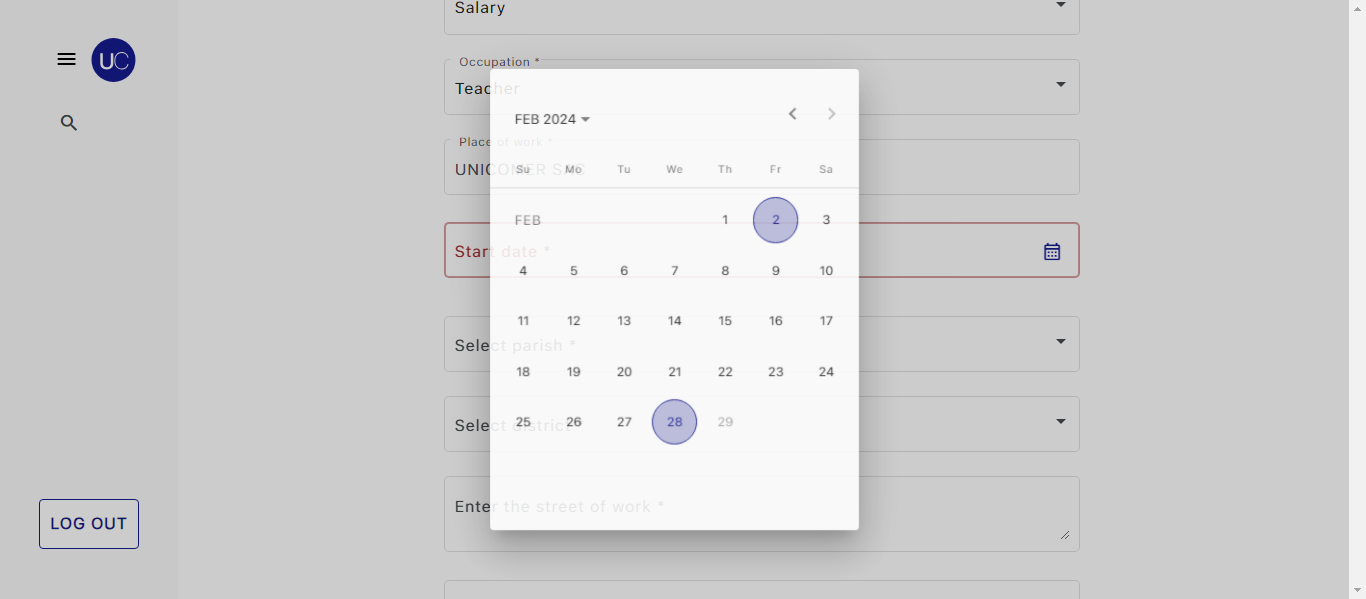 Salary
UC
Occupation *
Teacher
FEB 2024
Place of work *
UNICOMER SAC
Su Mo Tu We Th Fr Sa
FEB 1 2 3
Start date *
4 5 6 7 8 9 10
11 12 13 14 15 16 17
Select parish *
18 19 20 21 22 23 24
25 26 27 28 29
Select district
Enter the street of work *
LOG OUT